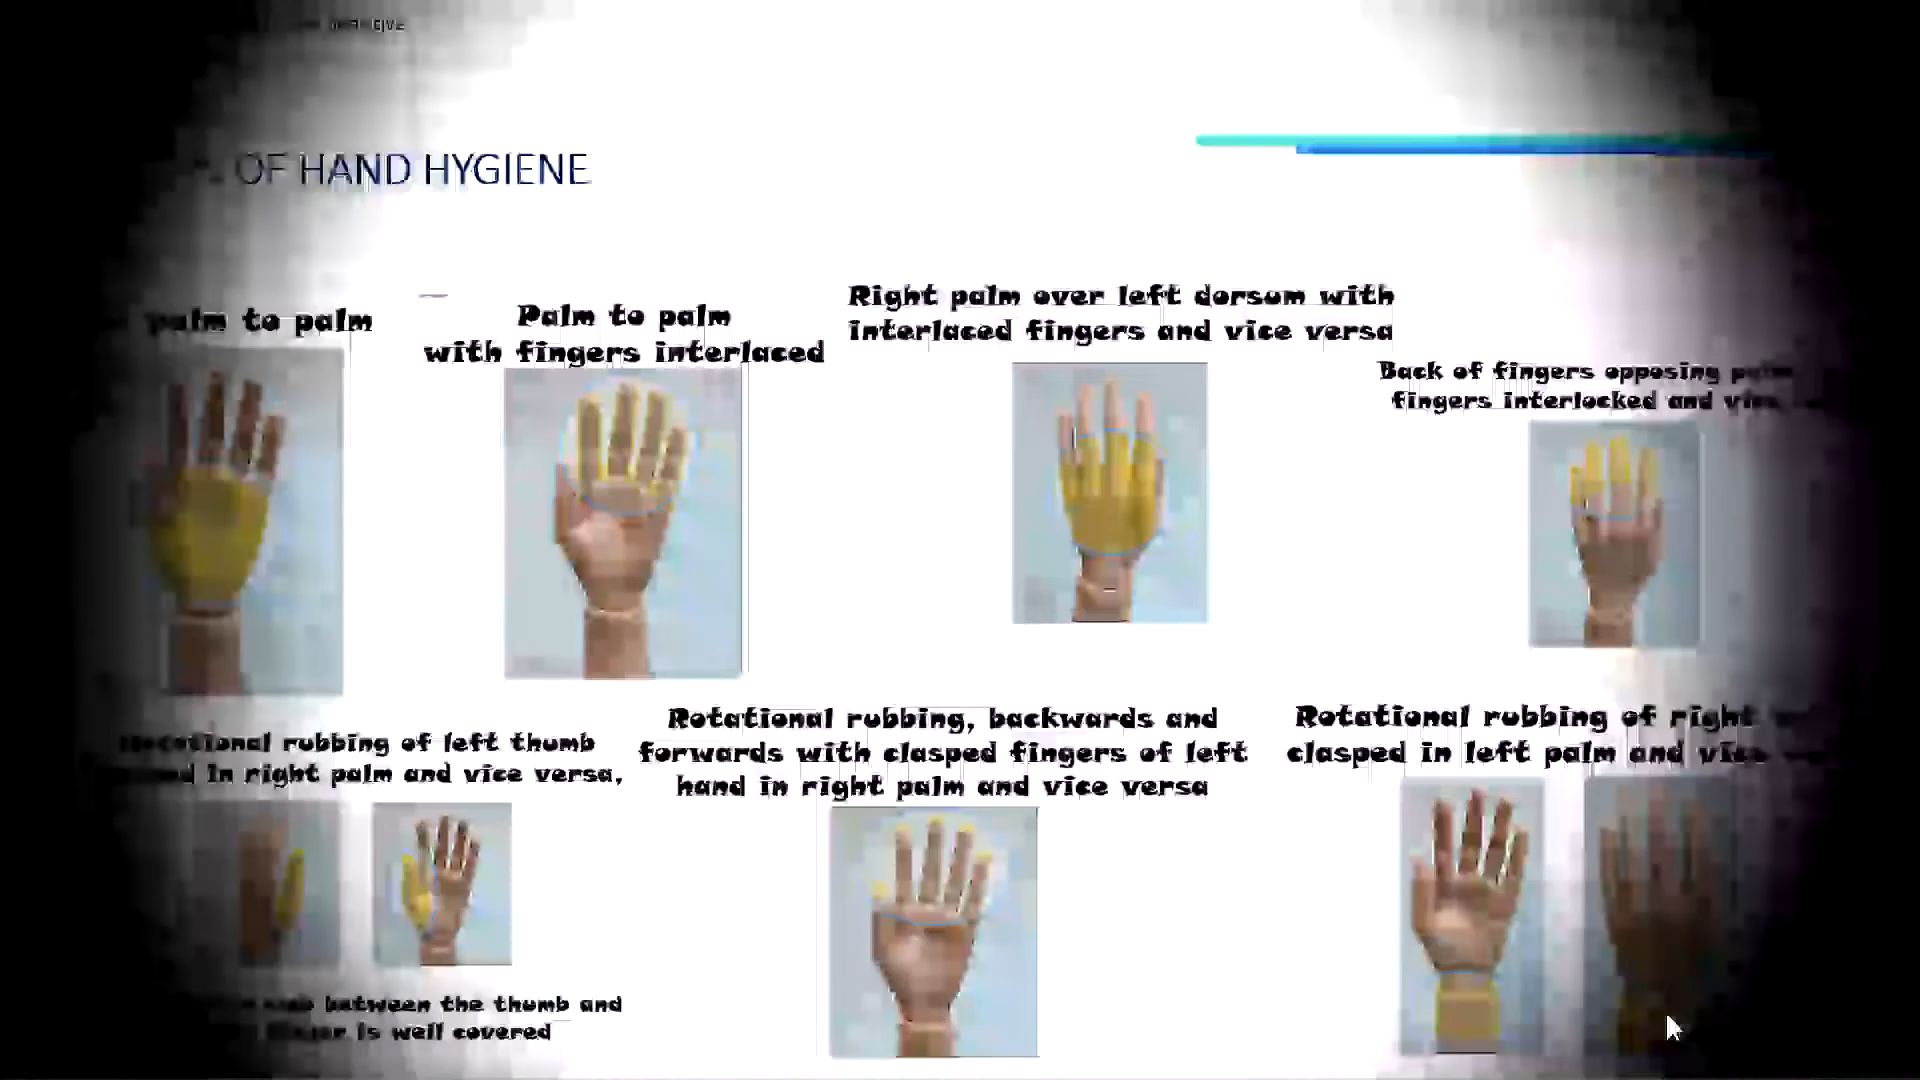 OF HAND HYGIENE
palm to palm
Palm to palm
with fingers interlaced
Right palm over left dorsum with
interlaced fingers and vice versa
Back of fingers opposing
fingers interlocked and
rubbing of left thumb
in right palm and vice versa,
Rotational rubbing, backwards and
forwards with clasped fingers of left
hand in right palm and vice versa
Rotational rubbing of right
clasped in left palm and vice
between the thumb and
finger is well covered